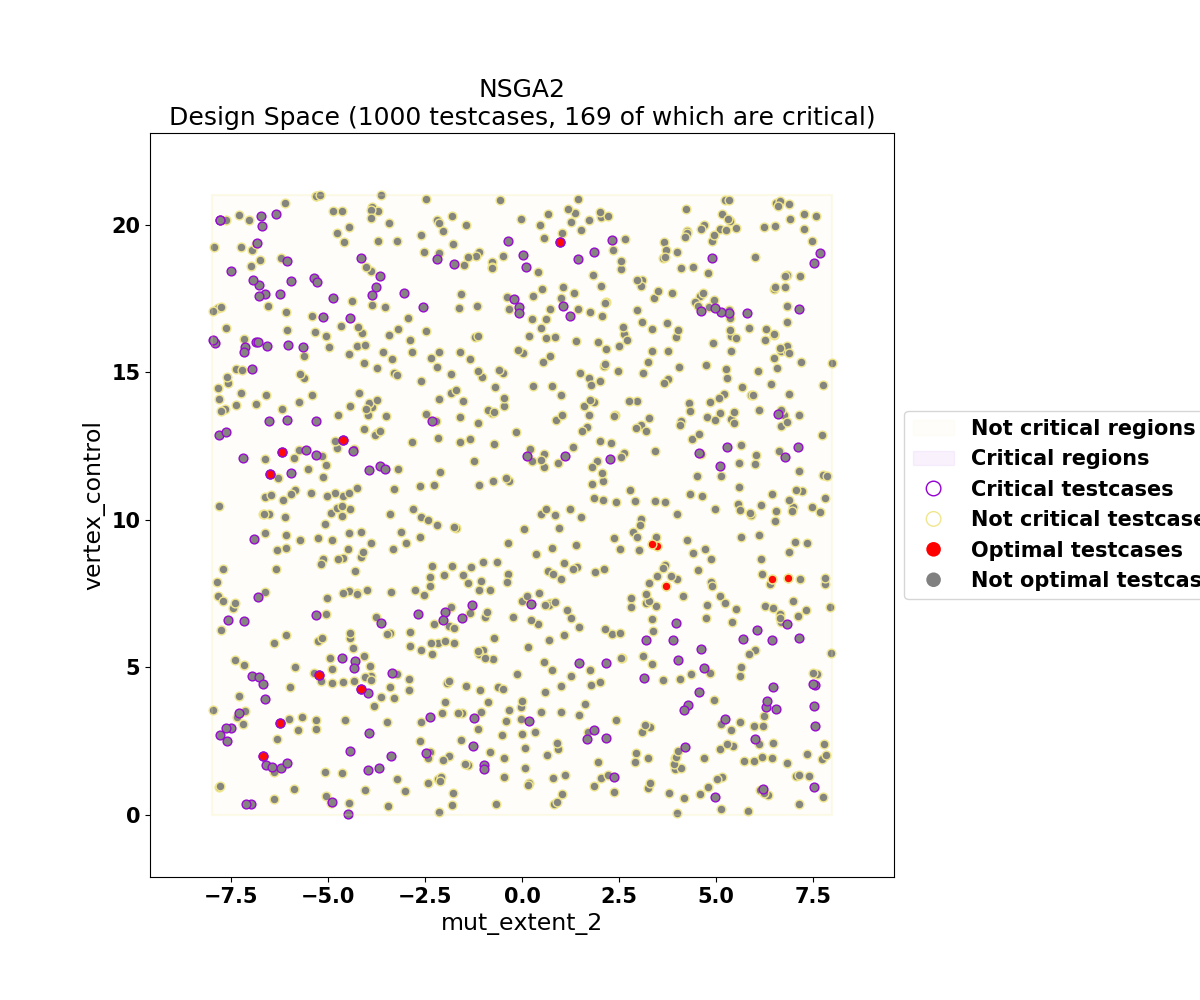 NSGA2
Design Space (1000 testcases, 169 of which are critical)
vertex_control
20
15
10
5
0
−7.5
−5.0
−2.5
0.0
2.5
5.0
7.5
mut_extent_2
Not critical regions
Critical regions
Critical testcases
Not critical testcase
Optimal testcases
Not optimal testcas